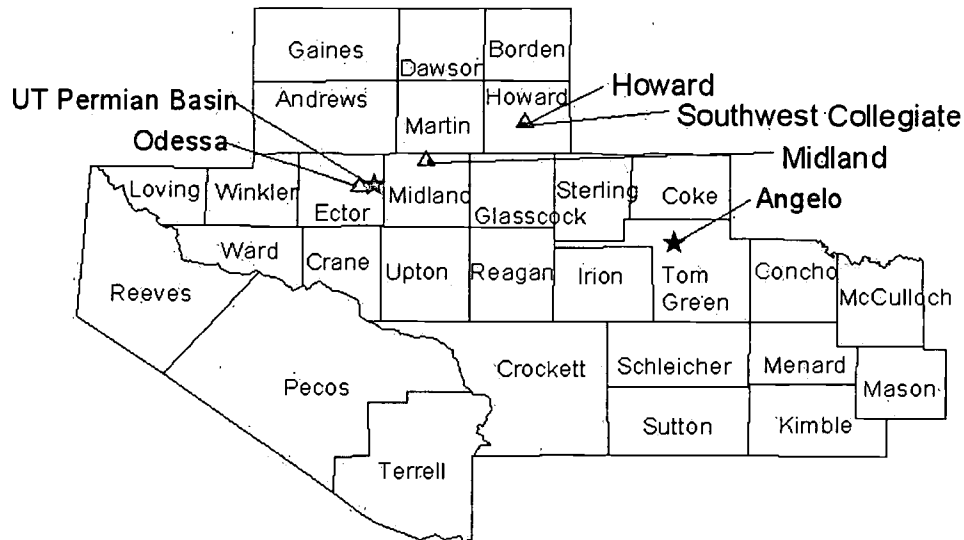 Gaines
Dawson
Borden
Howard
UT Permian Basin
Andrews
Howard
Martin
Southwest Collegiate
Odessa
Midland
Loving
Winkler
Ector
Midland
Glasscock
Sterling
Coke
Angelo
Ward
Crane
Upton
Reagan
Irion
Tom
Green
Concho
Reeves
McCulloch
Pecos
Crockett
Schleicher
Menard
Mason
Sutton
Kimble
Terrell